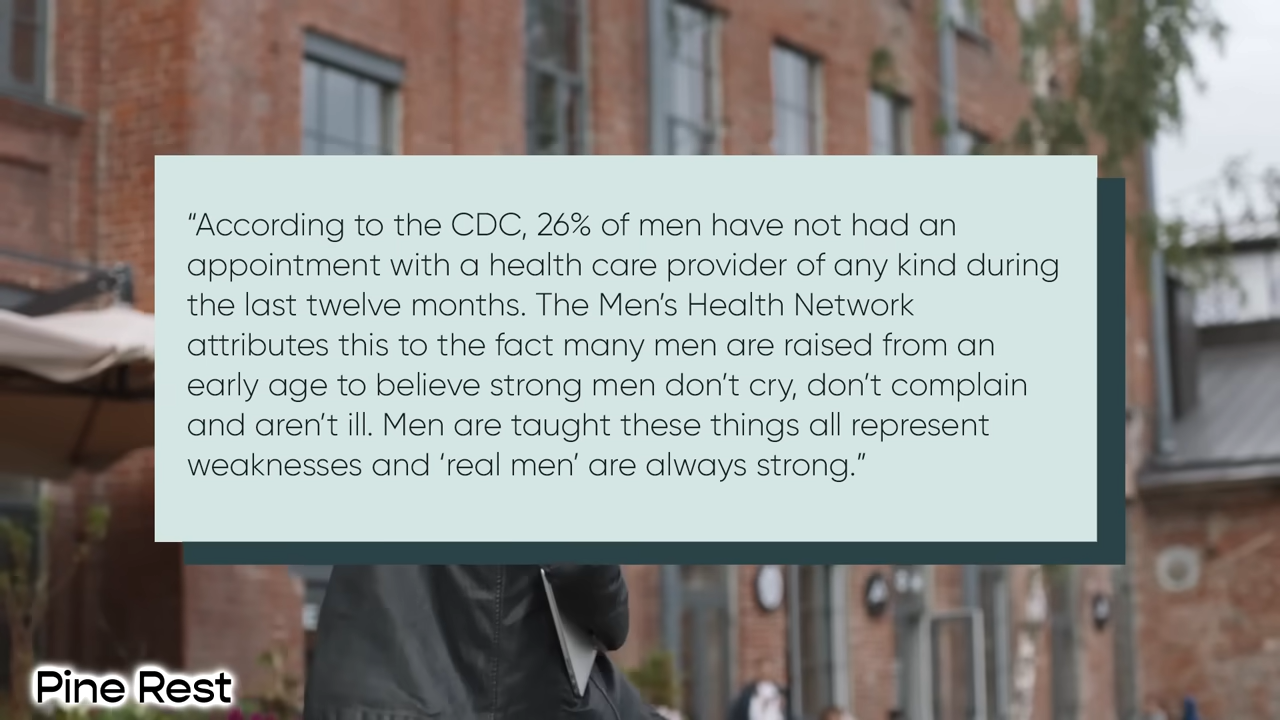 “According to the CDC, 26% of men have not had an
appointment with a health care provider of any kind during
the last twelve months. The Men’s Health Network
attributes this to the fact many men are raised from an
early age to believe strong men don’t cry, don’t complain
and aren’t ill. Men are taught these things all represent
weaknesses and ‘real men’ are always strong.”
Pine Rest